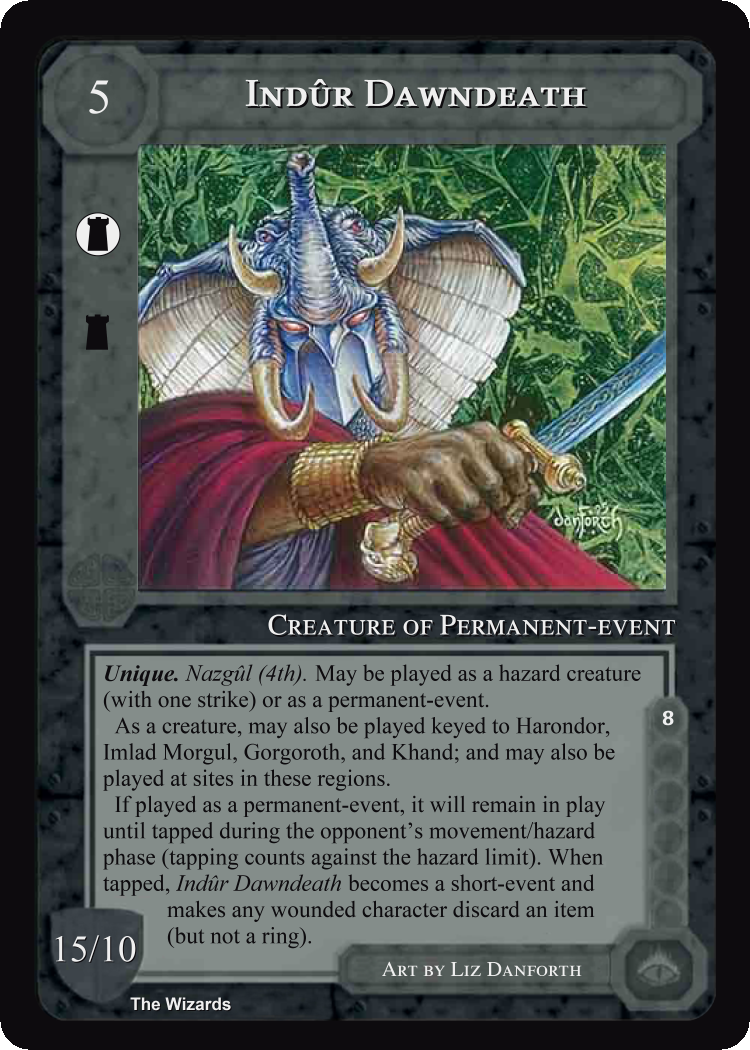 5
INDÛR DAWNDEATH
'95
danforth
CREATURE OF PERMANENT-EVENT
Unique. Nazgûl (4th). May be played as a hazard creature
(with one strike) or as a permanent-event.
As a creature, may also be played keyed to Harondor,
Imlad Morgul, Gorgoroth, and Khand; and may also be
played at sites in these regions.
If played as a permanent-event, it will remain in play
until tapped during the opponent’s movement/hazard
phase (tapping counts against the hazard limit). When
tapped, Indûr Dawndeath becomes a short-event and
makes any wounded character discard an item
(but not a ring).
8
15/10
ART BY LIZ DANFORTH
The Wizards